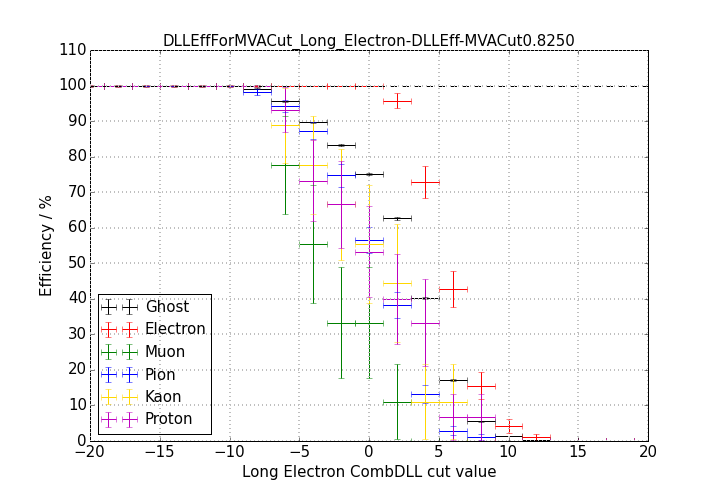 DLLEffForMVACut_Long_Electron-DLLEff-MVACut0.8250
110
100
90
80
70
60
50
40
30
20
10
0
Efficiency / %
Ghost
Electron
Muon
Pion
Kaon
Proton
−20 −15 −10 −5 0 5 10 15 20
Long Electron CombDLL cut value